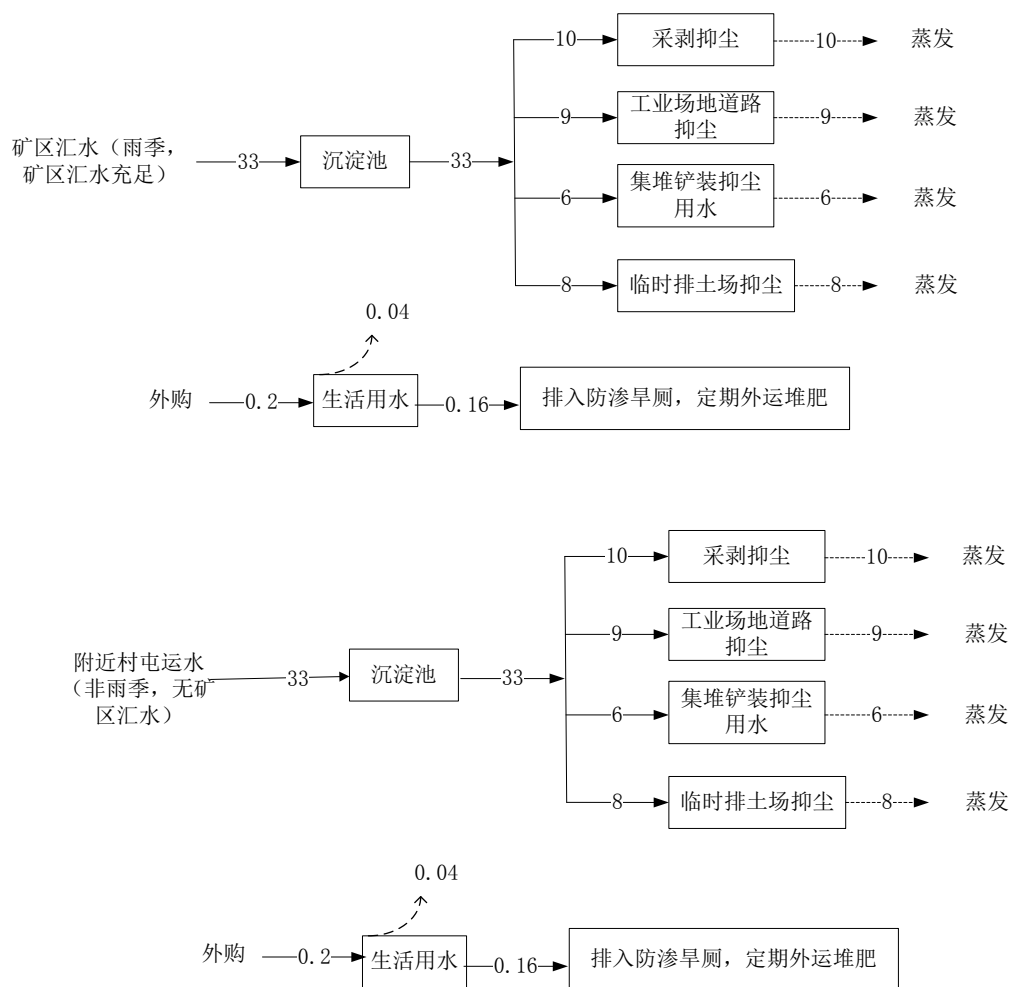 10
采剥抑尘
10
蒸发
矿区汇水（雨季，
矿区汇水充足）
33
沉淀池
33
9
工业场地道路
抑尘
9
蒸发
6
集堆铲装抑尘
用水
6
蒸发
8
临时排土场抑尘
8
蒸发
0.04
外购
0.2
生活用水
0.16
排入防渗旱厕，定期外运堆肥
10
采剥抑尘
10
蒸发
9
工业场地道路
抑尘
9
蒸发
附近村屯运水
（非雨季，无矿
区汇水）
33
沉淀池
33
6
集堆铲装抑尘
用水
6
蒸发
8
临时排土场抑尘
8
蒸发
0.04
外购
0.2
生活用水
0.16
排入防渗旱厕，定期外运堆肥